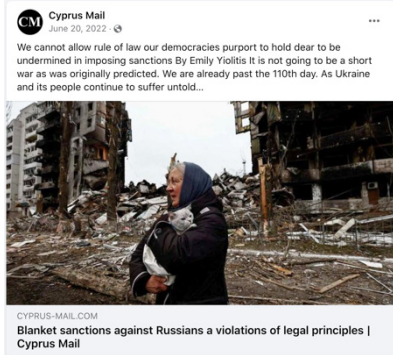 CM
Cyprus Mail
June 20, 2022 ·
We cannot allow rule of law our democracies purport to hold dear to be
undermined in imposing sanctions By Emily Yiolitis It is not going to be a short
war as was originally predicted. We are already past the 110th day. As Ukraine
and its people continue to suffer untold...
CYPRUS-MAIL.COM
Blanket sanctions against Russians a violations of legal principles |
Cyprus Mail